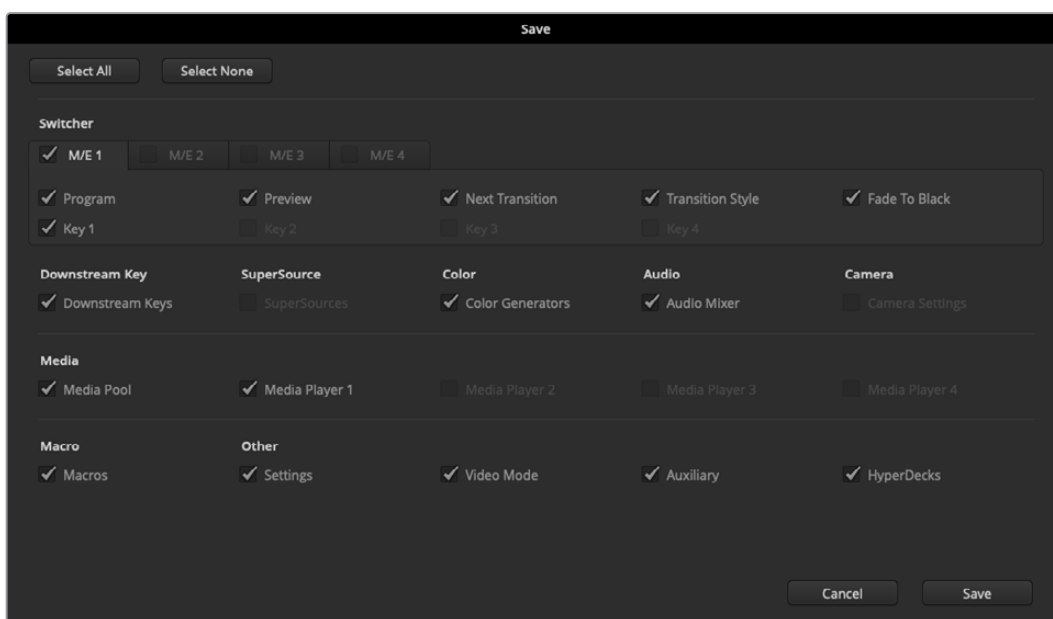 Save
Select All Select None
Switcher
M/E 1 M/E 2 M/E 3 M/E 4
Program Preview Next Transition Transition Style Fade To Black
Key 1 Key 2 Key 3 Key 4
Downstream Key SuperSource Color Audio Camera
Downstream Keys SuperSources Color Generators Audio Mixer Camera Settings
Media
Media Pool Media Player 1 Media Player 2 Media Player 3 Media Player 4
Macro Other
Macros Settings Video Mode Auxiliary HyperDecks
Cancel Save